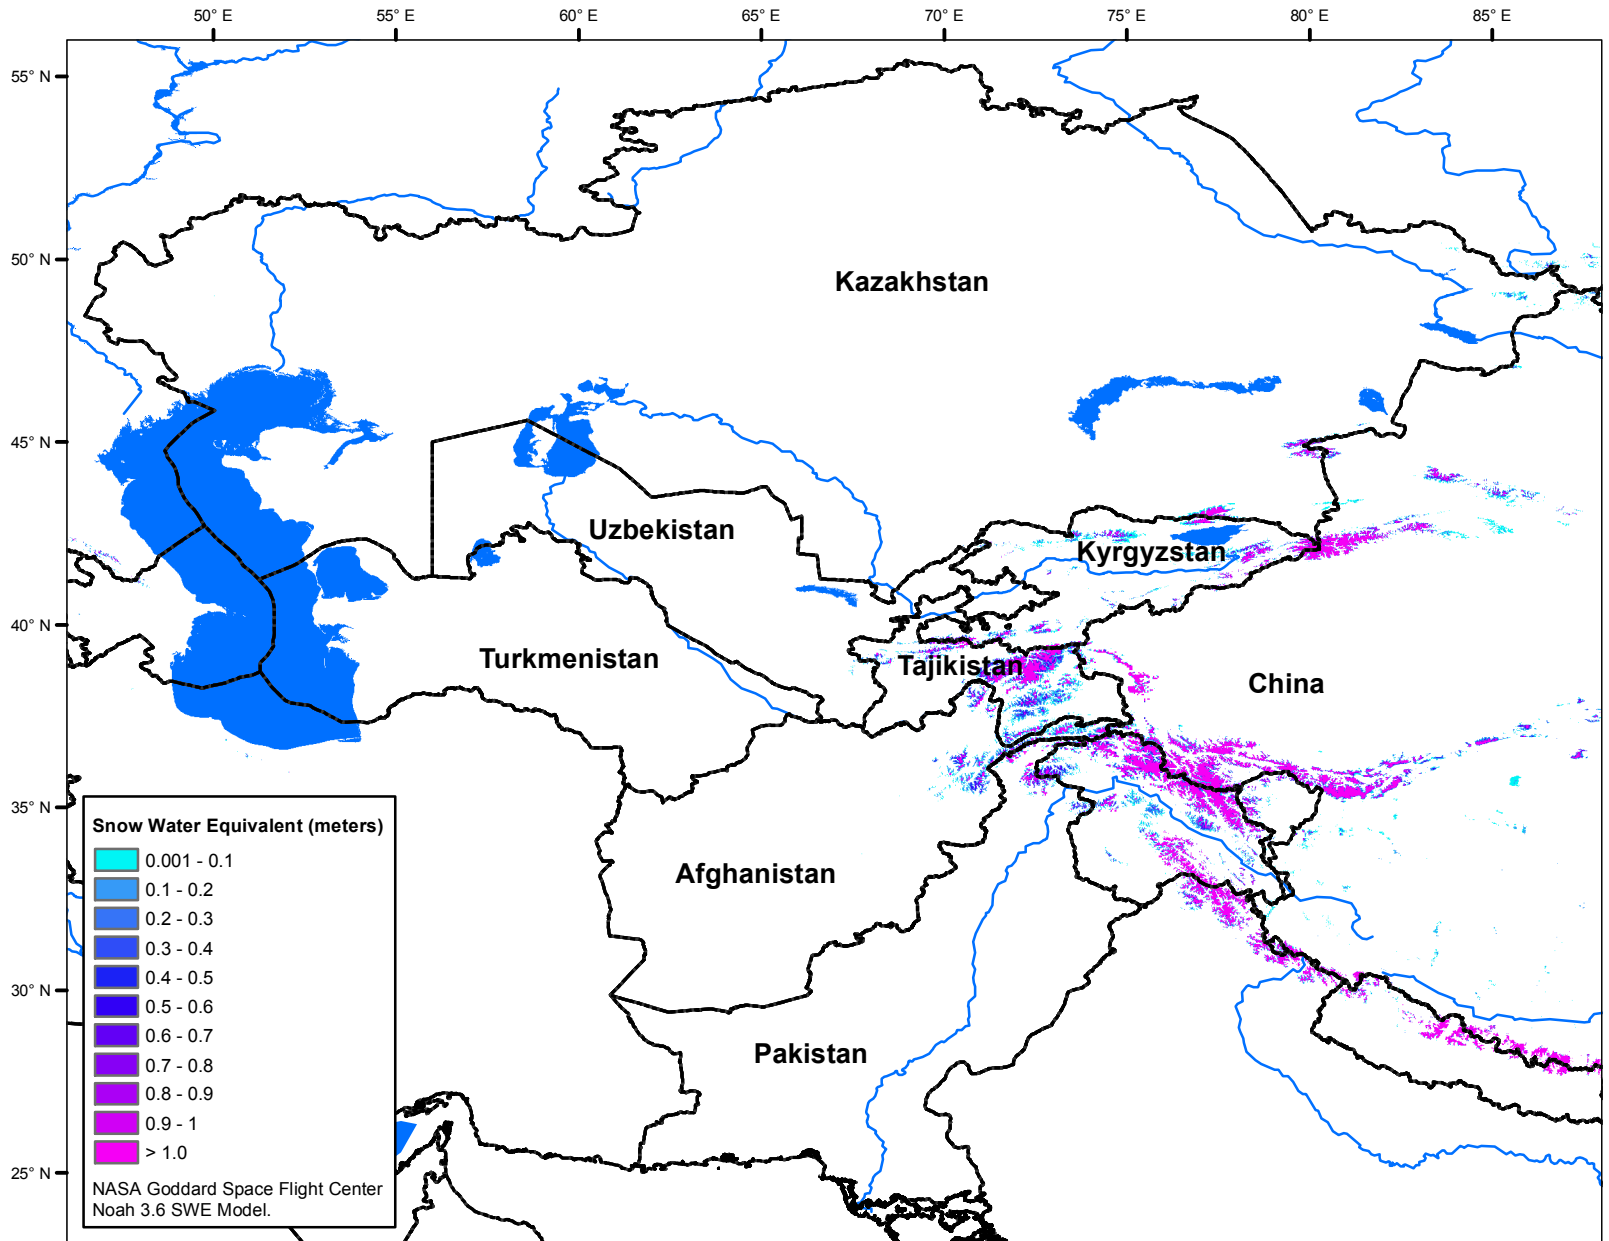 50° E 55° E 60° E 65° E 70° E 75° E 80° E 85° E
55° N
50° N
Kazakhstan
45° N
Uzbekistan
Kyrgyzstan
40° N
Turkmenistan
Tajikistan
China
35° N
Snow Water Equivalent (meters)
0.001 - 0.1
0.1 - 0.2
0.2 - 0.3
0.3 - 0.4
0.4 - 0.5
0.5 - 0.6
0.6 - 0.7
0.7 - 0.8
0.8 - 0.9
0.9 - 1
> 1.0
NASA Goddard Space Flight Center
Noah 3.6 SWE Model.
Afghanistan
30° N
Pakistan
25° N